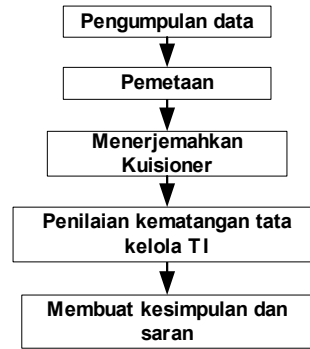 Pengumpulan data
Pemetaan
Menerjemahkan
Kuisioner
Penilaian kematangan tata
kelola TI
Membuat kesimpulan dan
saran